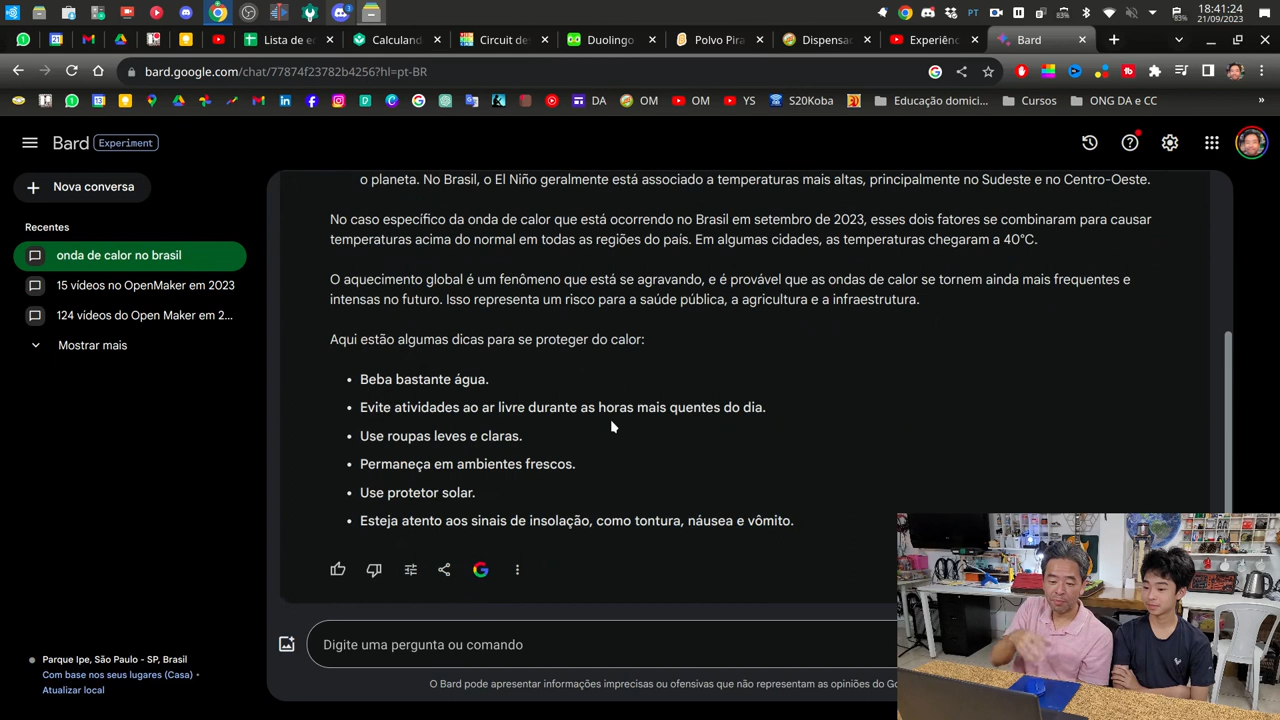 18:41:24
21/09/2023
PT
83%
83%
Lista de e
Calculand
Circuit de
Duolingo
Polvo Pira
Dispensac
Experiênc
Bard
bard.google.com/chat/77874f23782b4256?hl=pt-BR
DA
OM
OM
YS
S20Koba
Educação domici...
Cursos
ONG DA e CC
»
Bard
Experiment
Nova conversa
Recentes
onda de calor no brasil
15 vídeos no OpenMaker em 2023
124 vídeos do Open Maker em 2...
Mostrar mais
o planeta. No Brasil, o El Niño geralmente está associado a temperaturas mais altas, principalmente no Sudeste e no Centro-Oeste.
No caso específico da onda de calor que está ocorrendo no Brasil em setembro de 2023, esses dois fatores se combinaram para causar
temperaturas acima do normal em todas as regiões do país. Em algumas cidades, as temperaturas chegaram a 40°C.
O aquecimento global é um fenômeno que está se agravando, e é provável que as ondas de calor se tornem ainda mais frequentes e
intensas no futuro. Isso representa um risco para a saúde pública, a agricultura e a infraestrutura.
Aqui estão algumas dicas para se proteger do calor:
• Beba bastante água.
• Evite atividades ao ar livre durante as horas mais quentes do dia.
• Use roupas leves e claras.
• Permaneça em ambientes frescos.
• Use protetor solar.
• Esteja atento aos sinais de insolação, como tontura, náusea e vômito.
Digite uma pergunta ou comando
O Bard pode apresentar informações imprecisas ou ofensivas que não representam as opiniões do Go
Parque Ipe, São Paulo - SP, Brasil
Com base nos seus lugares (Casa) •
Atualizar local